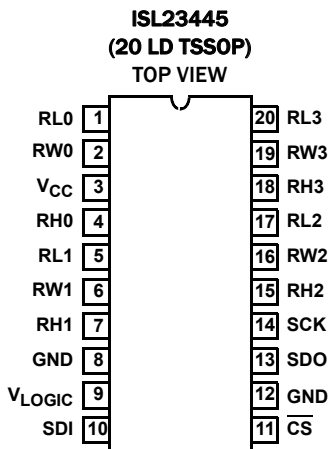 ISL23445
(20 LD TSSOP)
TOP VIEW
RL0 1 20 RL3
RW0 2 19 RW3
VCC 3 18 RH3
RH0 4 17 RL2
RL1 5 16 RW2
RW1 6 15 RH2
RH1 7 14 SCK
GND 8 13 SDO
VLOGIC 9 12 GND
SDI 10 11 C̅S̅